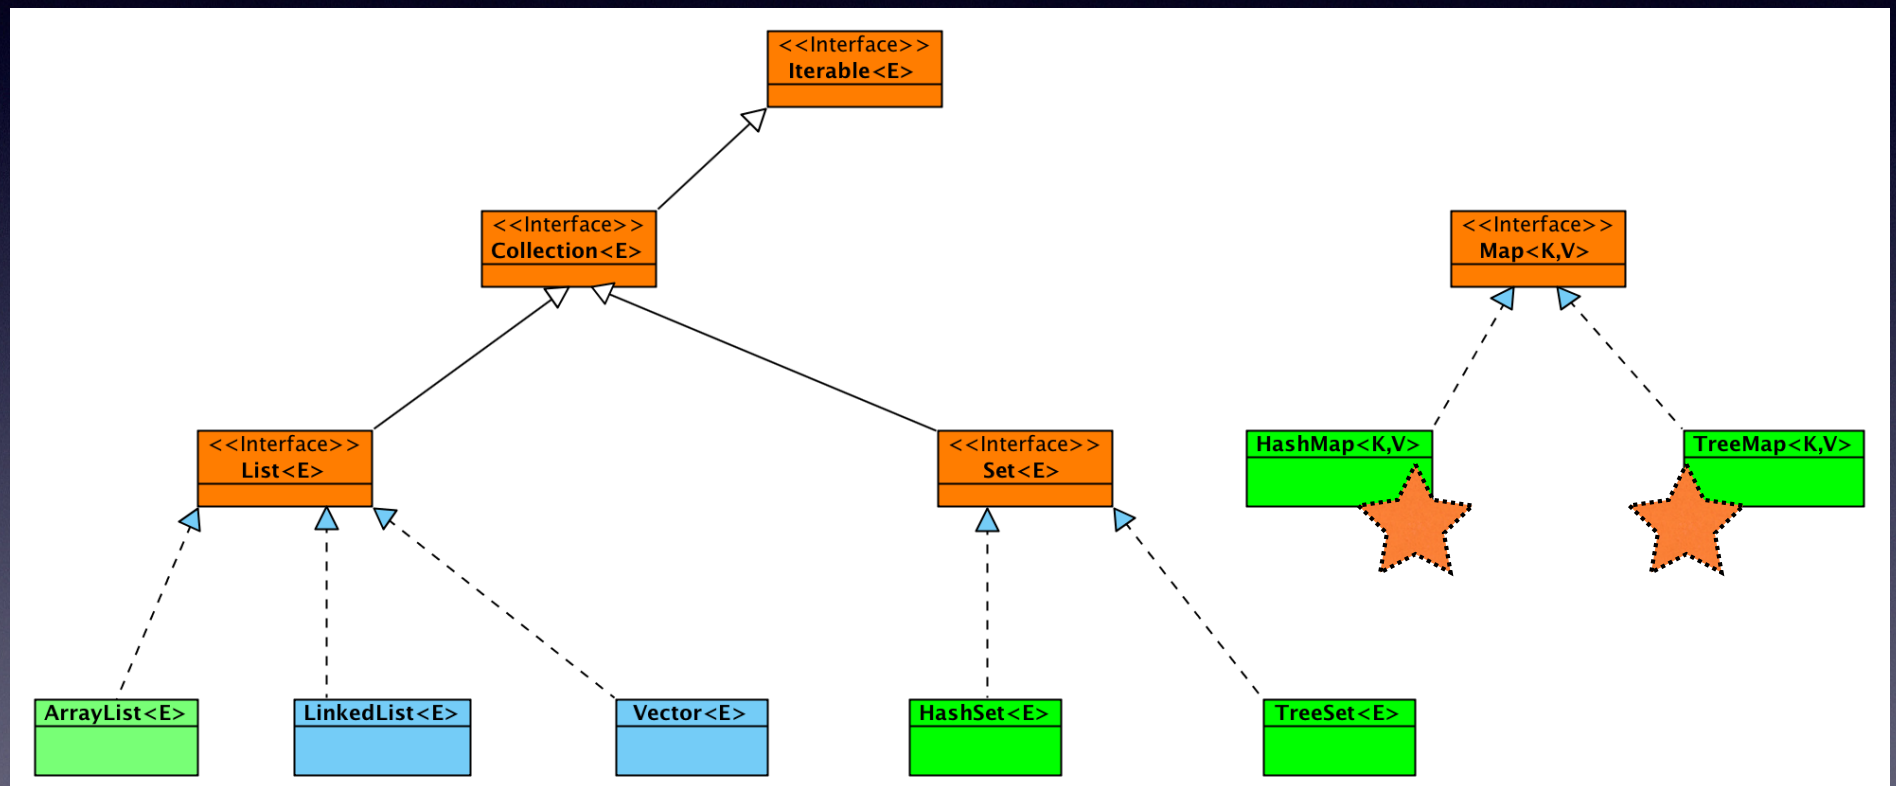 <<Interface>>
Iterable<E>
<<Interface>>
Collection<E>
<<Interface>>
Map<K,V>
<<Interface>>
List<E>
<<Interface>>
Set<E>
HashMap<K,V>
TreeMap<K,V>
ArrayList<E>
LinkedList<E>
Vector<E>
HashSet<E>
TreeSet<E>